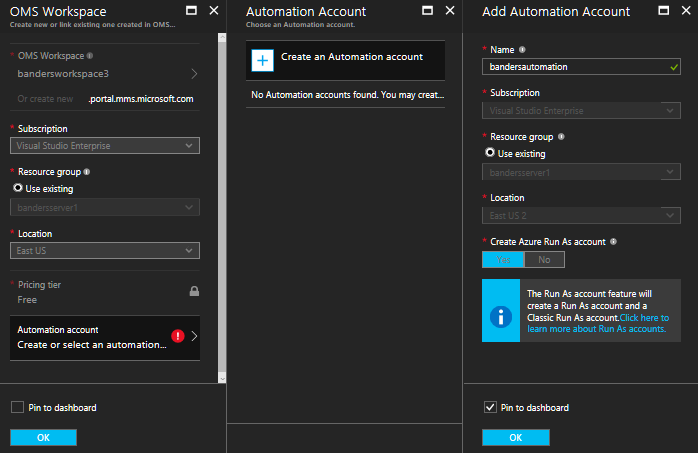 OMS Workspace
Create new or link existing one created in OMS...
* OMS Workspace
bandersworkspace3
Or create new .portal.mms.microsoft.com
* Subscription
Visual Studio Enterprise
* Resource group
Use existing
bandersserver1
* Location
East US
* Pricing tier
Free
Automation account
Create or select an automation...
Pin to dashboard
OK
Automation Account
Choose an Automation account.
Create an Automation account
No Automation accounts found. You may creat...
Add Automation Account
* Name
bandersautomation
* Subscription
Visual Studio Enterprise
* Resource group
Use existing
bandersserver1
* Location
East US 2
* Create Azure Run As account
Yes No
The Run As account feature will
create a Run As account and a
Classic Run As account.Click here to
learn more about Run As accounts.
Pin to dashboard
OK